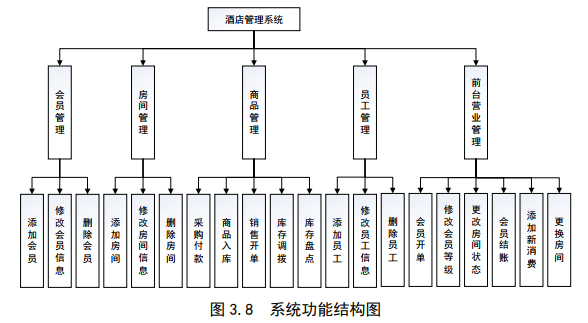 酒店管理系统
会员管理
房间管理
商品管理
员工管理
前台营业管理
添加会员
修改会员信息
删除会员
添加房间
修改房间信息
删除房间
采购付款
商品入库
销售开单
库存调拨
库存盘点
添加员工
修改员工信息
删除员工
会员开单
修改会员等级
更改房间状态
会员结账
添加新消费
更换房间
图 3.8 系统功能结构图